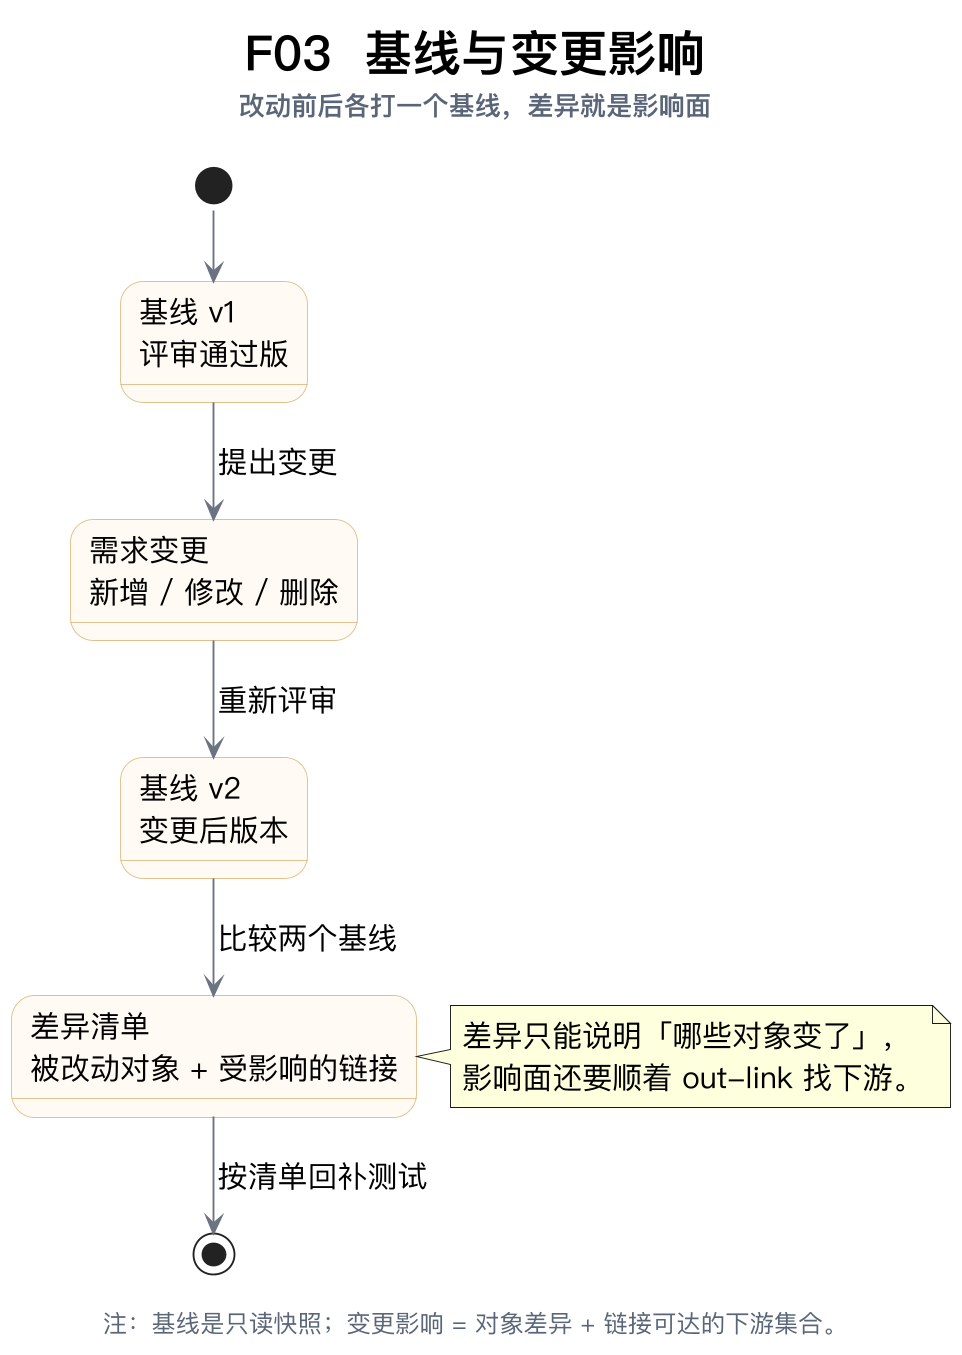 F03 基线与变更影响
改动前后各打一个基线，差异就是影响面
基线 v1
评审通过版
提出变更
需求变更
新增 / 修改 / 删除
重新评审
基线 v2
变更后版本
比较两个基线
差异清单
被改动对象 + 受影响的链接
差异只能说明「哪些对象变了」，
影响面还要顺着 out-link 找下游。
按清单回补测试
注：基线是只读快照；变更影响 = 对象差异 + 链接可达的下游集合。